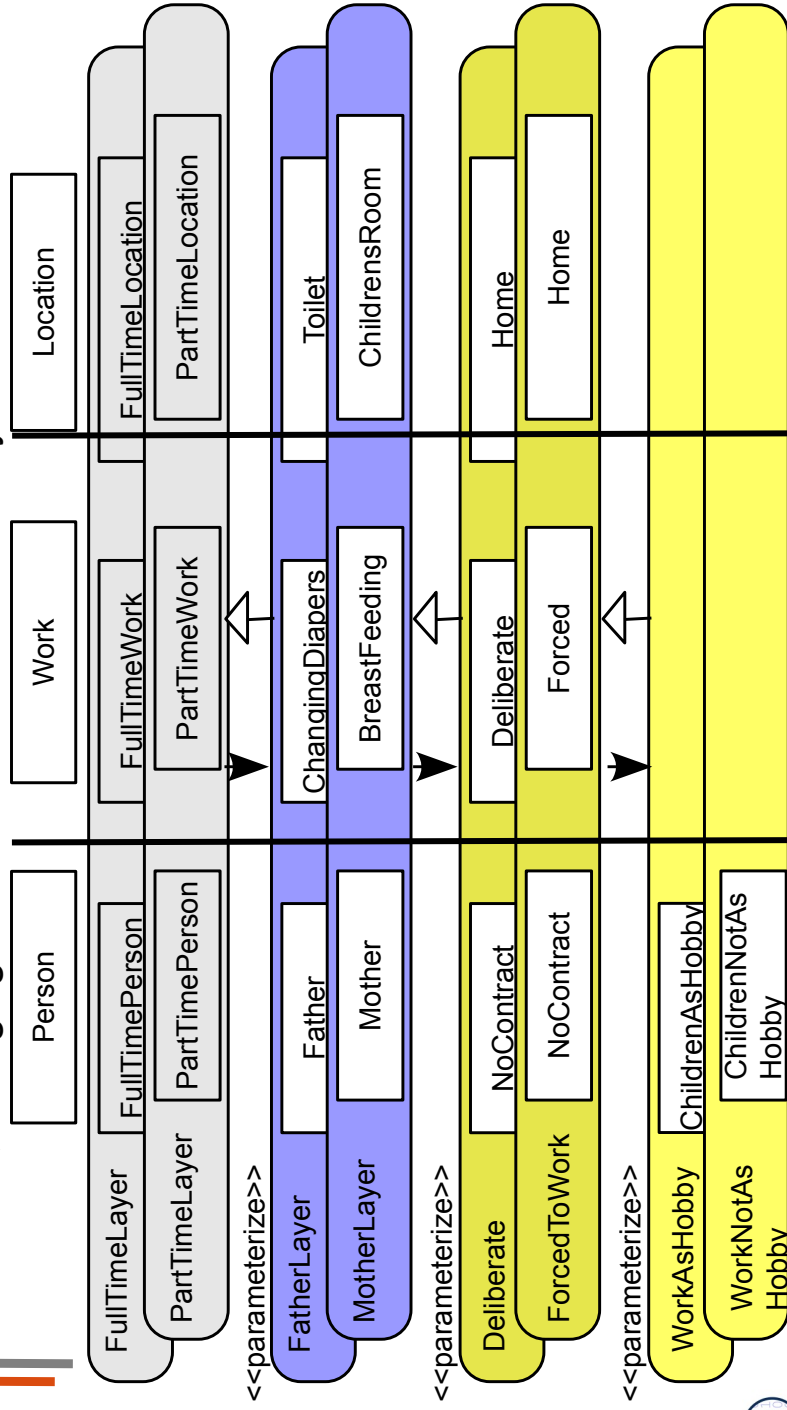 Person
Work
Location
FullTimeLayer
FullTimePerson
FullTimeWork
FullTimeLocation
PartTimeLayer
PartTimePerson
PartTimeWork
PartTimeLocation
<<parameterize>>
FatherLayer
Father
ChangingDiapers
Toilet
MotherLayer
Mother
BreastFeeding
ChildrensRoom
<<parameterize>>
Deliberate
NoContract
Deliberate
Home
ForcedToWork
NoContract
Forced
Home
<<parameterize>>
WorkAsHobby
ChildrenAsHobby
WorkNotAs
Hobby
ChildrenNotAs
Hobby